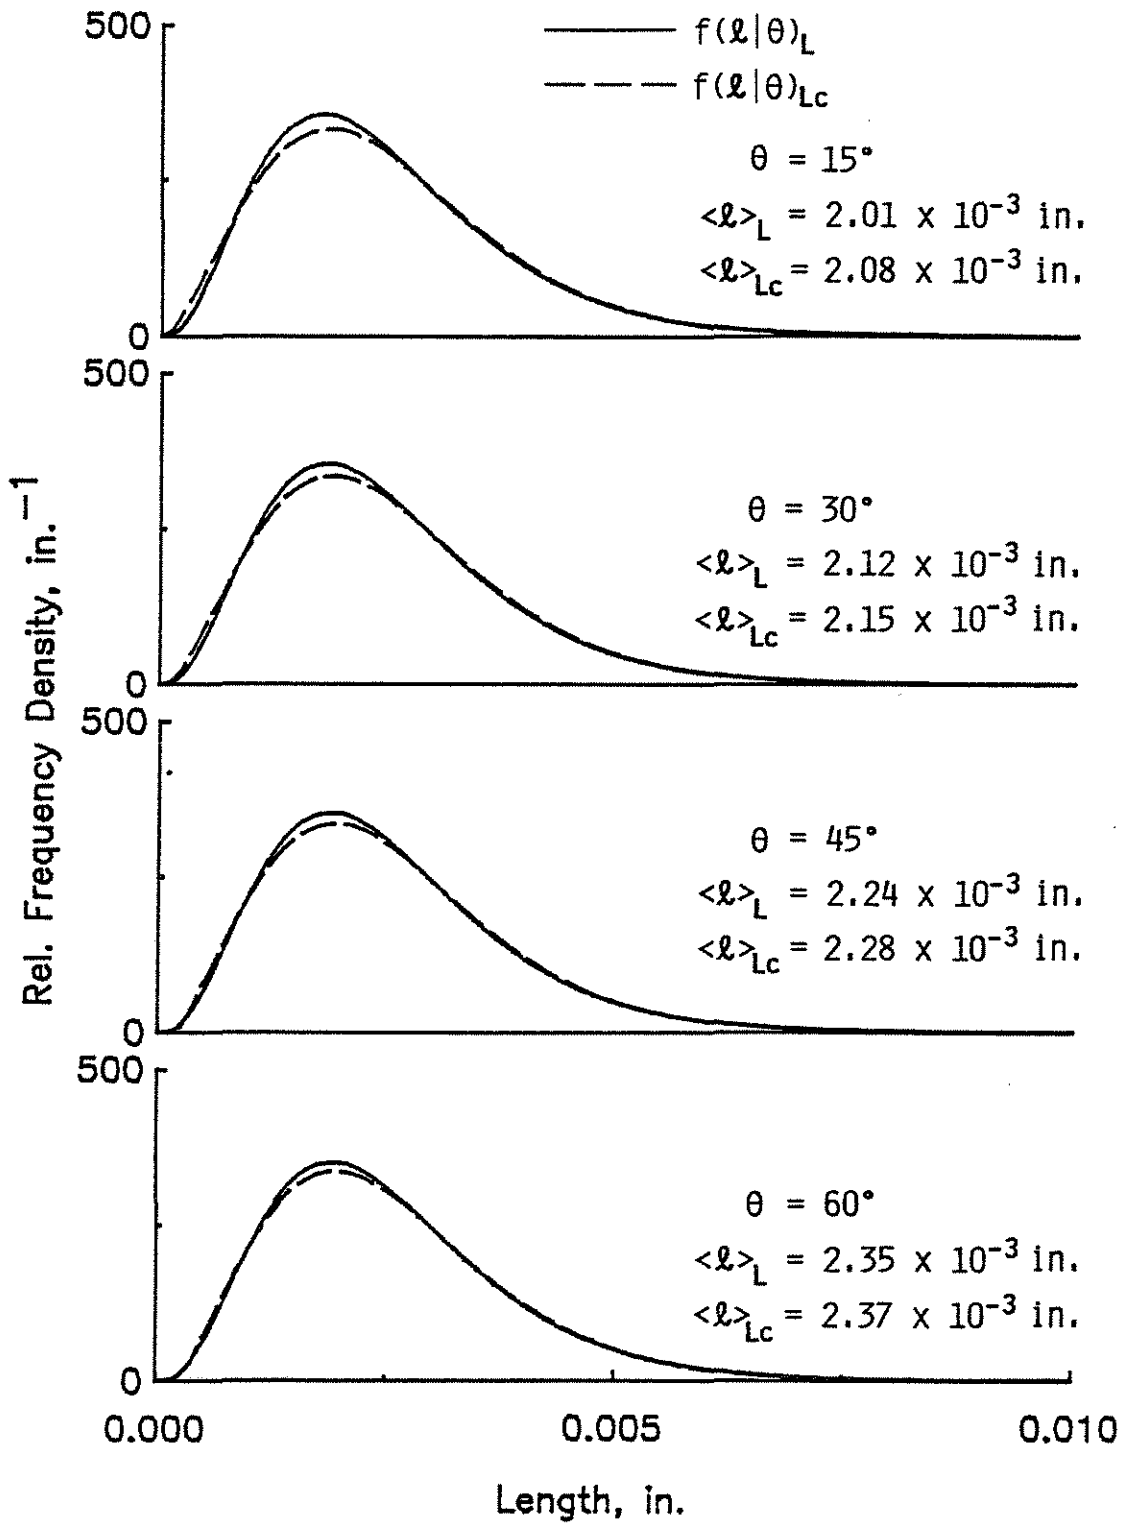 500
f(ℓ|θ)L
f(ℓ|θ)Lc
θ = 15°
<ℓ>L = 2.01 x 10⁻³ in.
<ℓ>Lc = 2.08 x 10⁻³ in.
0
500
θ = 30°
<ℓ>L = 2.12 x 10⁻³ in.
<ℓ>Lc = 2.15 x 10⁻³ in.
0
Rel. Frequency Density, in.⁻¹
500
θ = 45°
<ℓ>L = 2.24 x 10⁻³ in.
<ℓ>Lc = 2.28 x 10⁻³ in.
0
500
θ = 60°
<ℓ>L = 2.35 x 10⁻³ in.
<ℓ>Lc = 2.37 x 10⁻³ in.
0
0.000 0.005 0.010
Length, in.